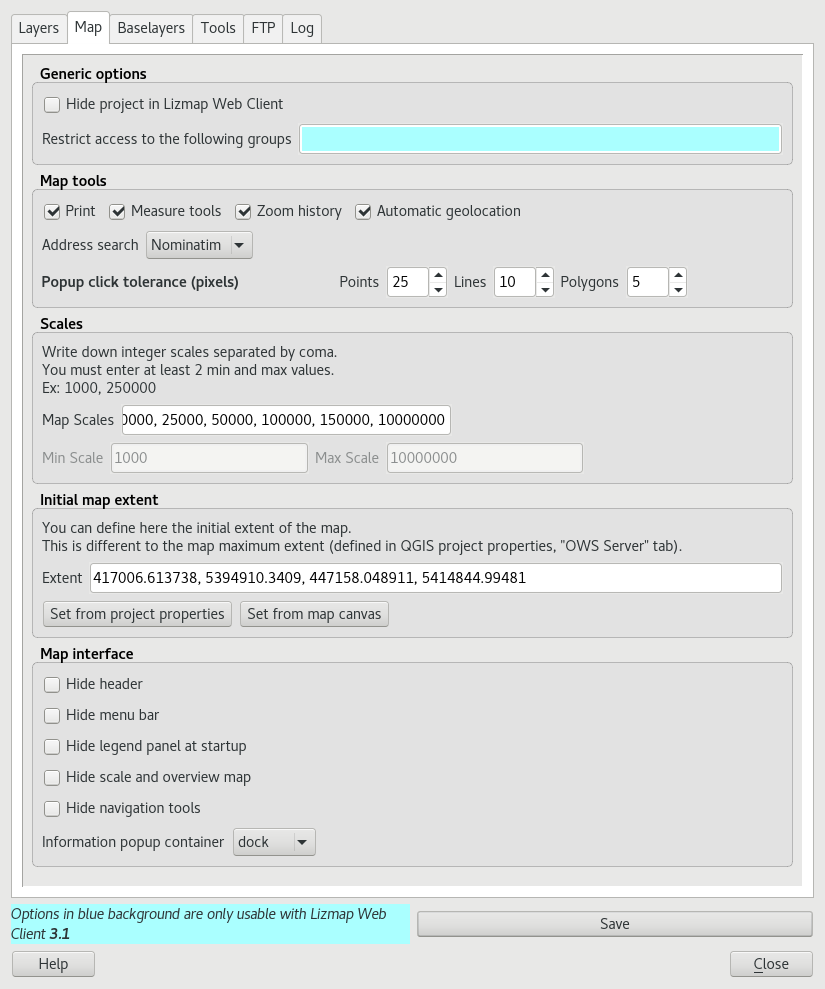 Layers Map Baselayers Tools FTP Log
Generic options
Hide project in Lizmap Web Client
Restrict access to the following groups
Map tools
Print Measure tools Zoom history Automatic geolocation
Address search Nominatim
Popup click tolerance (pixels) Points 25 Lines 10 Polygons 5
Scales
Write down integer scales separated by coma.
You must enter at least 2 min and max values.
Ex: 1000, 250000
Map Scales 0000, 25000, 50000, 100000, 150000, 10000000
Min Scale 1000 Max Scale 10000000
Initial map extent
You can define here the initial extent of the map.
This is different to the map maximum extent (defined in QGIS project properties, "OWS Server" tab).
Extent 417006.613738, 5394910.3409, 447158.048911, 5414844.99481
Set from project properties Set from map canvas
Map interface
Hide header
Hide menu bar
Hide legend panel at startup
Hide scale and overview map
Hide navigation tools
Information popup container dock
Options in blue background are only usable with Lizmap Web
Client 3.1
Save
Help Close